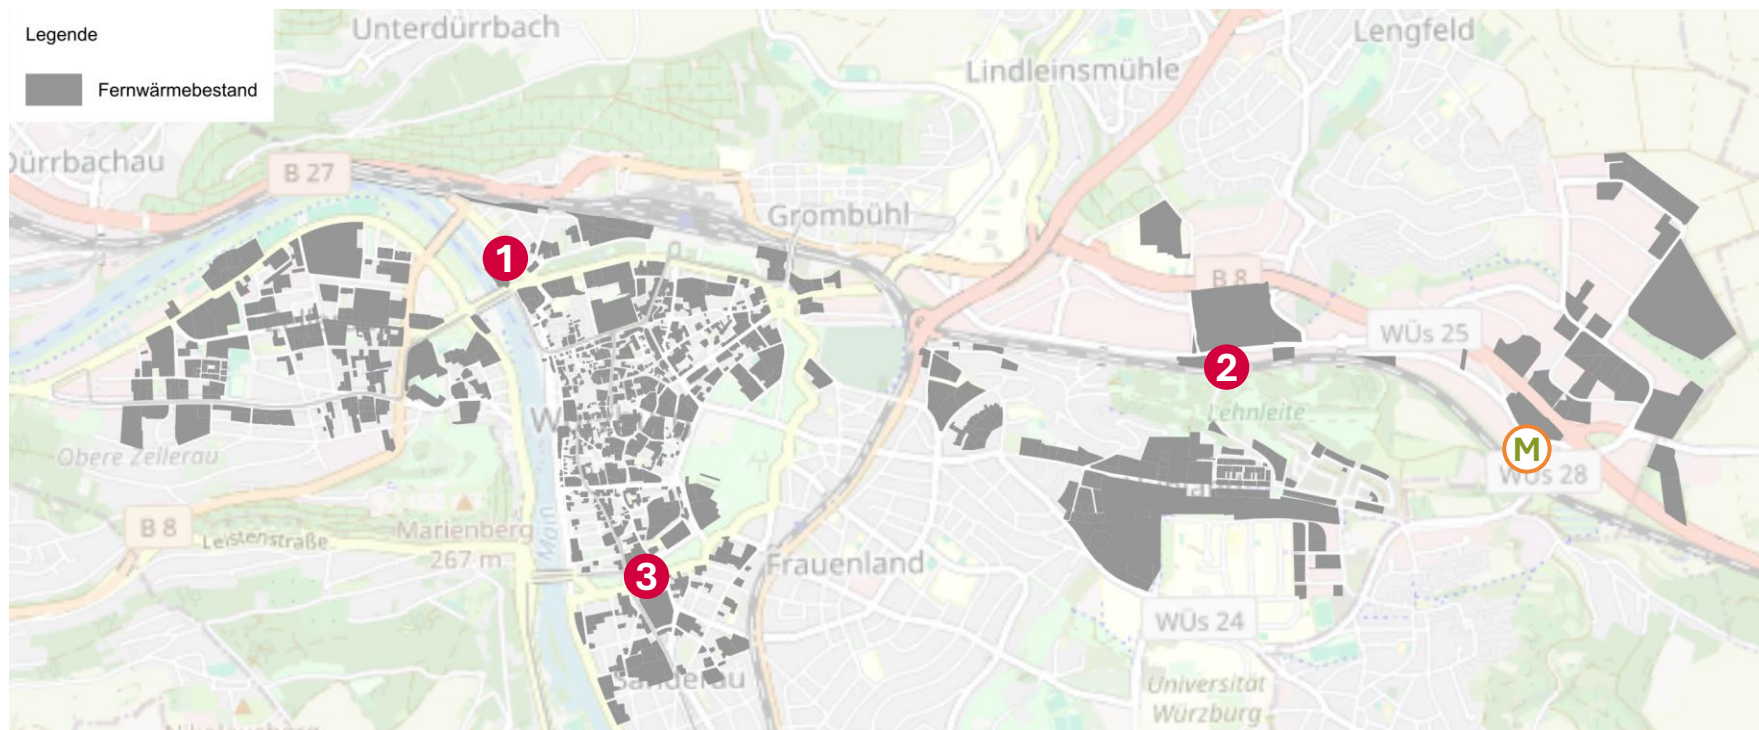 Legende
Fernwärmebestand
Unterdürrbach
Lengfeld
Lindleinsmühle
Dürrbachau
B 27
Grombühl
1
B 8
WÜs 25
2
Lehnleite
Obere Zellerau
M
WÜs 28
B 8
Leistenstraße
Marienberg
267 m
Main
Frauenland
3
WÜs 24
Sanderau
Universität
Würzburg